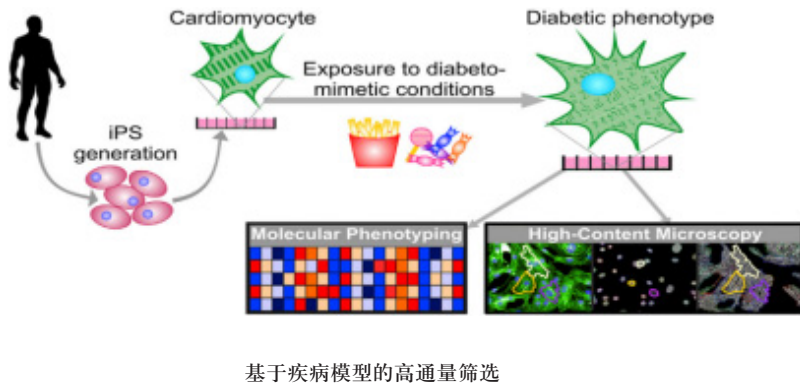 Cardiomyocyte
Diabetic phenotype
Exposure to diabeto-
mimetic conditions
iPS
generation
Molecular Phenotyping
High-Content Microscopy
基于疾病模型的高通量筛选